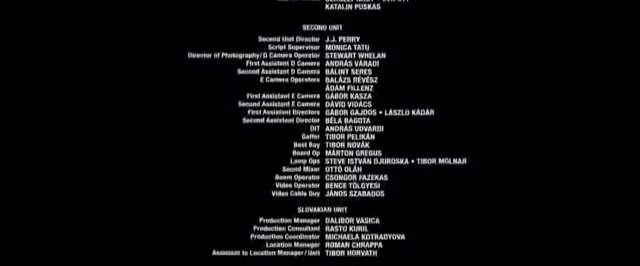 KATALIN PUSKAS
SECOND UNIT
Second Unit Director J.J. PERRY
Script Supervisor MONICA TATU
Director of Photography/D Camera Operator STEWART WHELAN
First Assistant D Camera ANDRÁS VÁRADI
Second Assistant D Camera BÁLINT SERES
E Camera Operators BALÁZS RÉVÉSZ
ÁDÁM FILLENZ
First Assistant E Camera GÁBOR KASZA
Second Assistant E Camera DÁVID VIDÁCS
First Assistant Directors GÁBOR GAJDOS • LÁSZLO KÁDÁR
Second Assistant Director BÉLA BAGOTA
DIT ANDRÁS UDVARDI
Gaffer TIBOR PELIKÁN
Best Boy TIBOR NOVÁK
Board Op MÁRTON GREGUS
Lamp Ops STEVE ISTVÁN DJUROSKA • TIBOR MOLNAR
Sound Mixer OTTÓ OLÁH
Boom Operator CSONGOR FAZEKAS
Video Operator BENCE TÖLGYESI
Video Cable Guy JÁNOS SZABADOS
SLOVAKIAN UNIT
Production Manager DALIBOR VASICA
Production Consultant RASTO KURIL
Production Coordinator MICHAELA KOTRADYOVA
Location Manager ROMAN CHRAPPA
Assistant to Location Manager/Unit TIBOR HORVATH